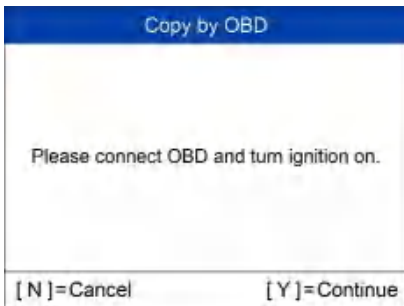 Copy by OBD
Please connect OBD and turn ignition on.
[ N ]=Cancel
[ Y ]=Continue